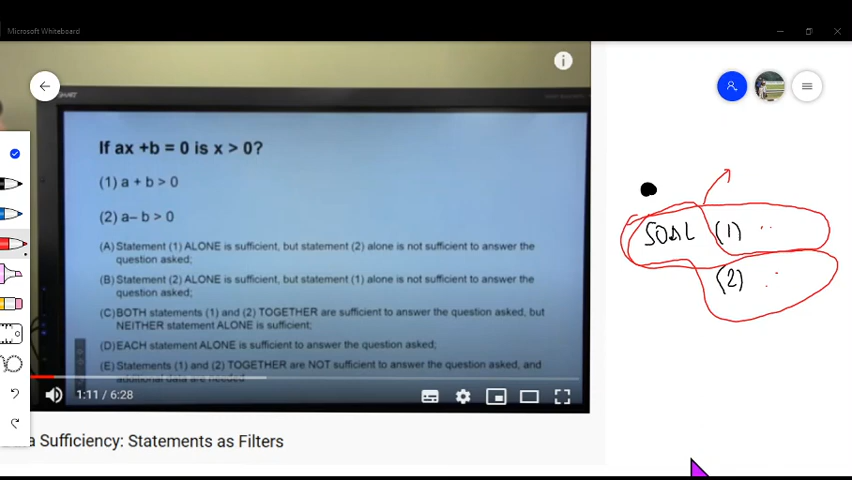 Microsoft Whiteboard
SMART
If ax +b = 0 is x > 0?
(1) a + b > 0
(2) a– b > 0
(A) Statement (1) ALONE is sufficient, but statement (2) alone is not sufficient to answer the
question asked;
(B) Statement (2) ALONE is sufficient, but statement (1) alone is not sufficient to answer the
question asked;
(C) BOTH statements (1) and (2) TOGETHER are sufficient to answer the question asked, but
NEITHER statement ALONE is sufficient;
(D) EACH statement ALONE is sufficient to answer the question asked;
(E) Statements (1) and (2) TOGETHER are NOT sufficient to answer the question asked, and
additional data are needed
1:11 / 6:28
a Sufficiency: Statements as Filters
SOAL (1) ..
(2) ..